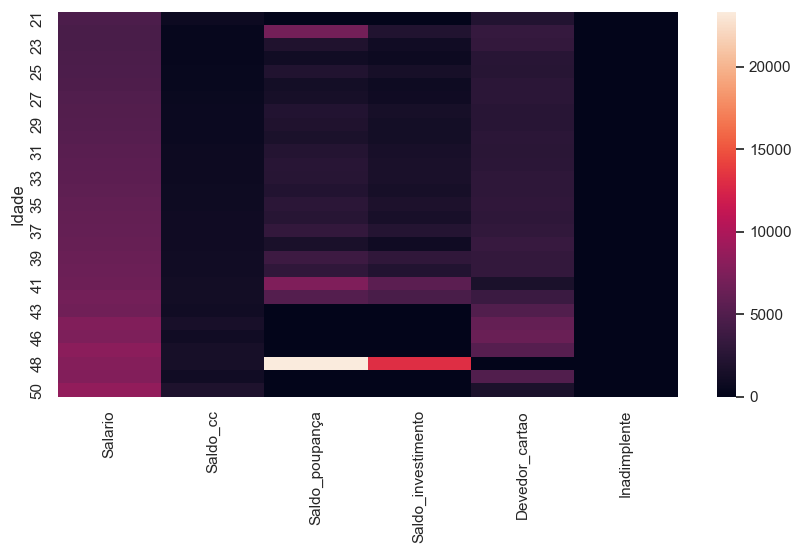 Idade
21
23
25
27
29
31
33
35
37
39
41
43
46
48
50
Salario
Saldo_cc
Saldo_poupança
Saldo_investimento
Devedor_cartao
Inadimplente
20000
15000
10000
5000
0